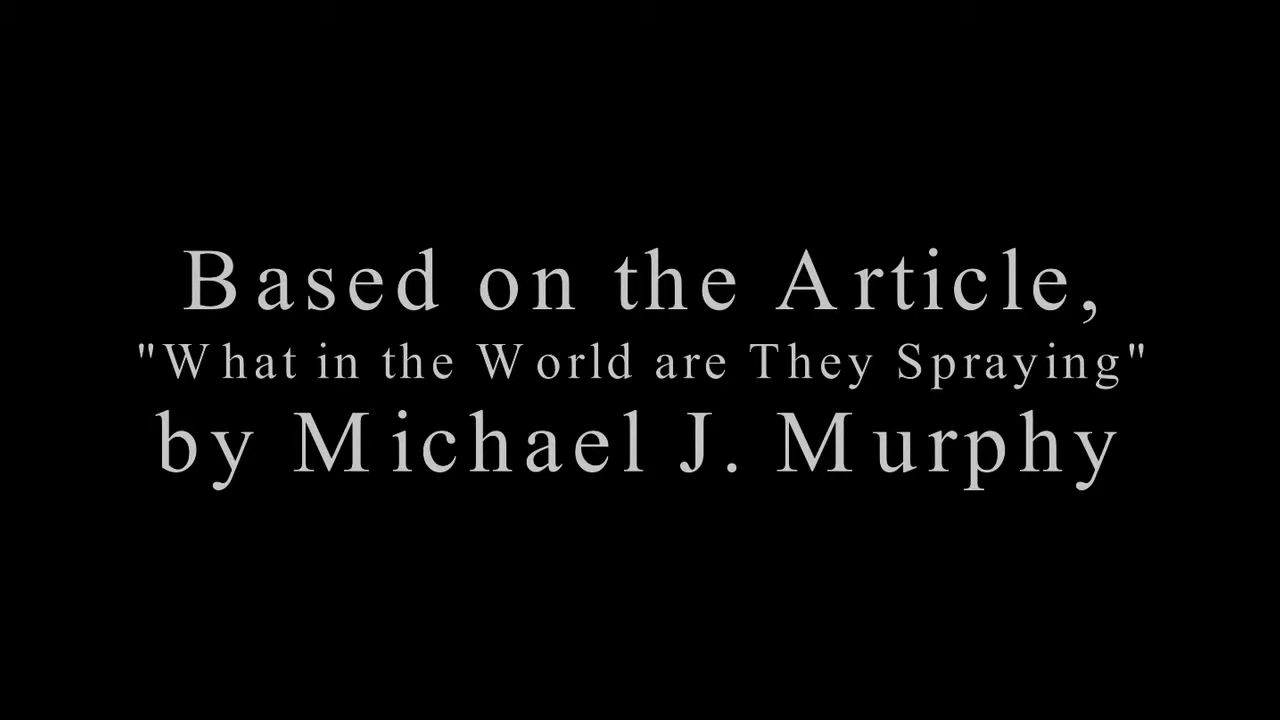 Based on the Article,
"What in the World are They Spraying"
by Michael J. Murphy